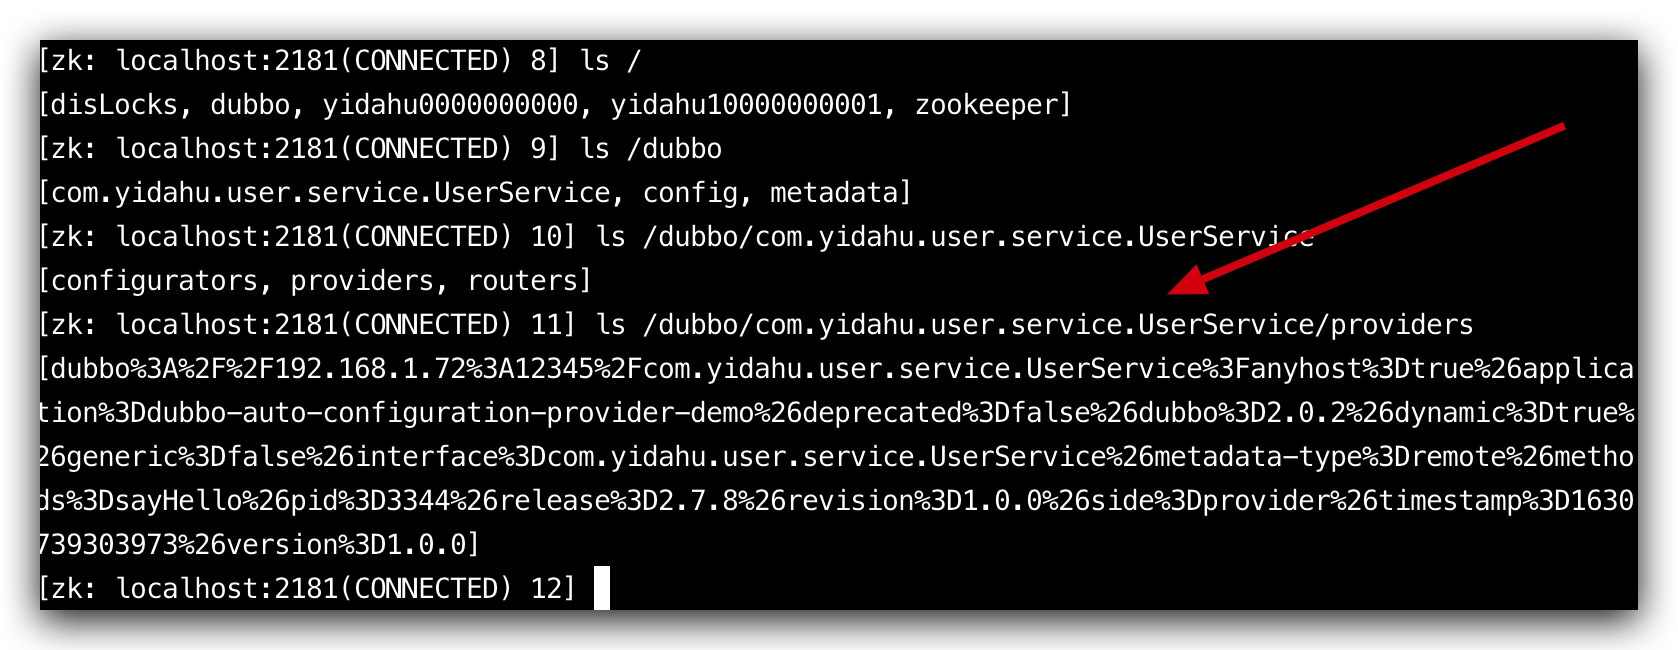 [zk: localhost:2181(CONNECTED) 8] ls /
[disLocks, dubbo, yidahu0000000000, yidahu10000000001, zookeeper]
[zk: localhost:2181(CONNECTED) 9] ls /dubbo
[com.yidahu.user.service.UserService, config, metadata]
[zk: localhost:2181(CONNECTED) 10] ls /dubbo/com.yidahu.user.service.UserService
[configurators, providers, routers]
[zk: localhost:2181(CONNECTED) 11] ls /dubbo/com.yidahu.user.service.UserService/providers
[dubbo%3A%2F%2F192.168.1.72%3A12345%2Fcom.yidahu.user.service.UserService%3Fanyhost%3Dtrue%26applica
tion%3Ddubbo-auto-configuration-provider-demo%26deprecated%3Dfalse%26dubbo%3D2.0.2%26dynamic%3Dtrue%
26generic%3Dfalse%26interface%3Dcom.yidahu.user.service.UserService%26metadata-type%3Dremote%26metho
ds%3DsayHello%26pid%3D3344%26release%3D2.7.8%26revision%3D1.0.0%26side%3Dprovider%26timestamp%3D1630
739303973%26version%3D1.0.0]
[zk: localhost:2181(CONNECTED) 12]